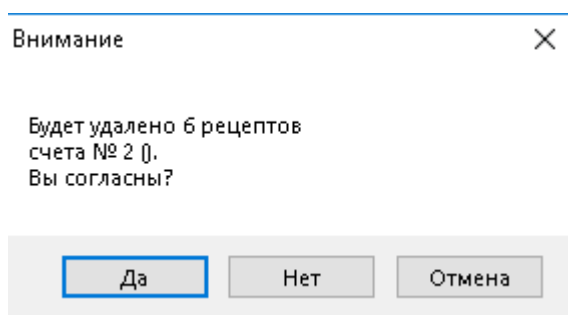 Внимание
Будет удалено 6 рецептов
счета № 2 ().
Вы согласны?
Да Нет Отмена